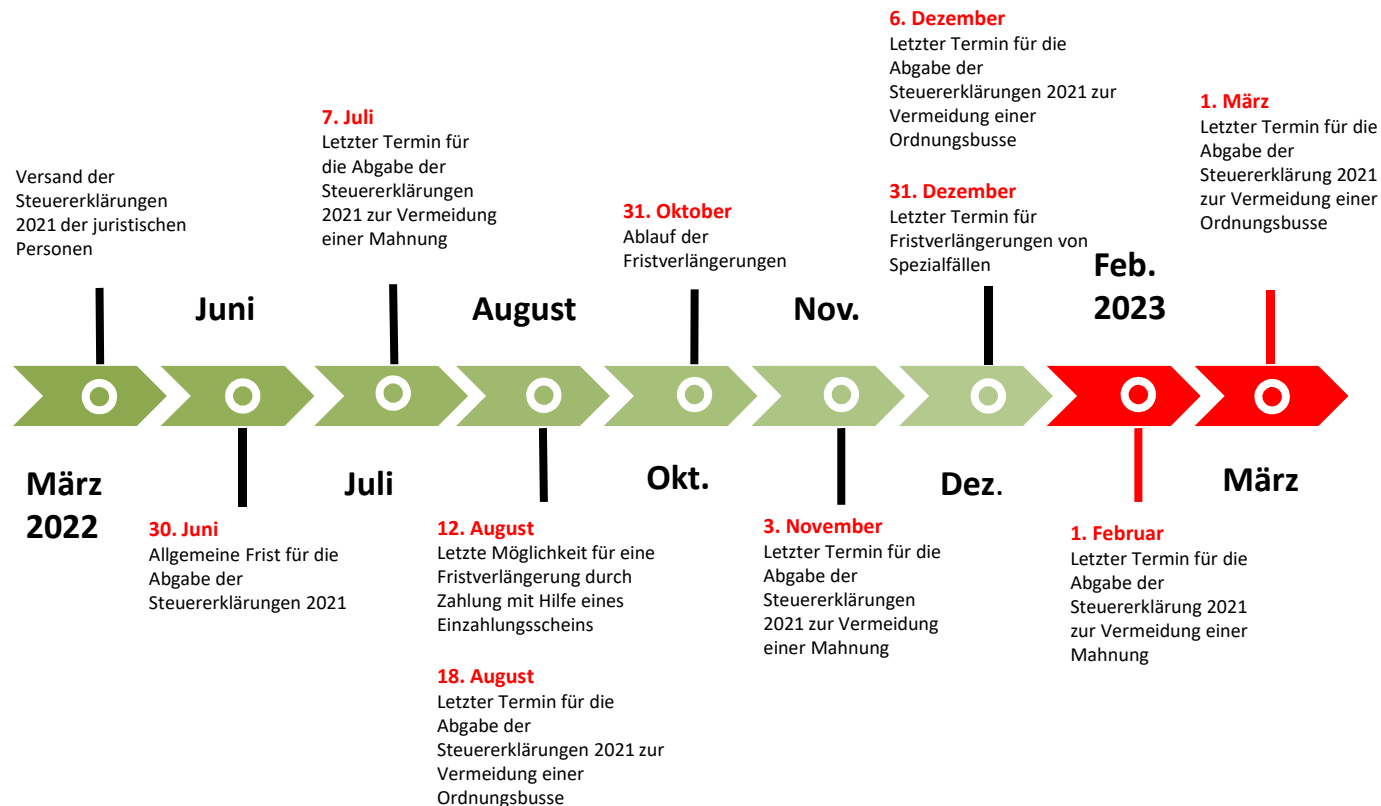 Versand der
Steuererklärungen
2021 der juristischen
Personen
März
2022
Juni
30. Juni
Allgemeine Frist für die
Abgabe der
Steuererklärungen 2021
7. Juli
Letzter Termin für
die Abgabe der
Steuererklärungen
2021 zur Vermeidung
einer Mahnung
Juli
August
12. August
Letzte Möglichkeit für eine
Fristverlängerung durch
Zahlung mit Hilfe eines
Einzahlungsscheins
18. August
Letzter Termin für die
Abgabe der
Steuererklärungen 2021 zur
Vermeidung einer
Ordnungsbusse
31. Oktober
Ablauf der
Fristverlängerungen
Okt.
Nov.
3. November
Letzter Termin für die
Abgabe der
Steuererklärungen
2021 zur Vermeidung
einer Mahnung
6. Dezember
Letzter Termin für die
Abgabe der
Steuererklärungen 2021 zur
Vermeidung einer
Ordnungsbusse
31. Dezember
Letzter Termin für
Fristverlängerungen von
Spezialfällen
Dez.
Feb.
2023
1. Februar
Letzter Termin für die
Abgabe der
Steuererklärung 2021
zur Vermeidung einer
Mahnung
1. März
Letzter Termin für die
Abgabe der
Steuererklärung 2021
zur Vermeidung einer
Ordnungsbusse
März